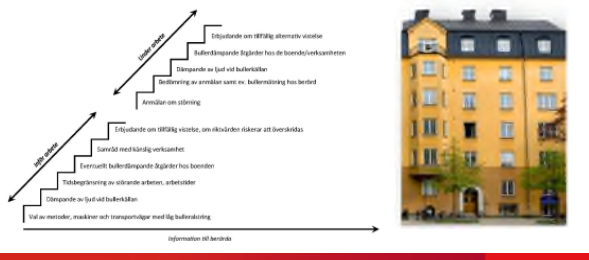 Under arbete
Erbjudande om tillfällig alternativ vistelse
Bullerdämpande åtgärder hos de boende/verksamheten
Dämpande av ljud vid bullerkällan
Bedömning av anmälan samt ev. bullermätning hos berörd
Anmälan om störning
Inför arbete
Erbjudande om tillfällig vistelse, om riktvärden riskerar att överskridas
Samråd med känslig verksamhet
Eventuellt bullerdämpande åtgärder hos boenden
Tidsbegränsning av störande arbeten, arbetstider
Dämpande av ljud vid bullerkällan
Val av metoder, maskiner och transportvägar med låg bulleralstring
Information till berörda